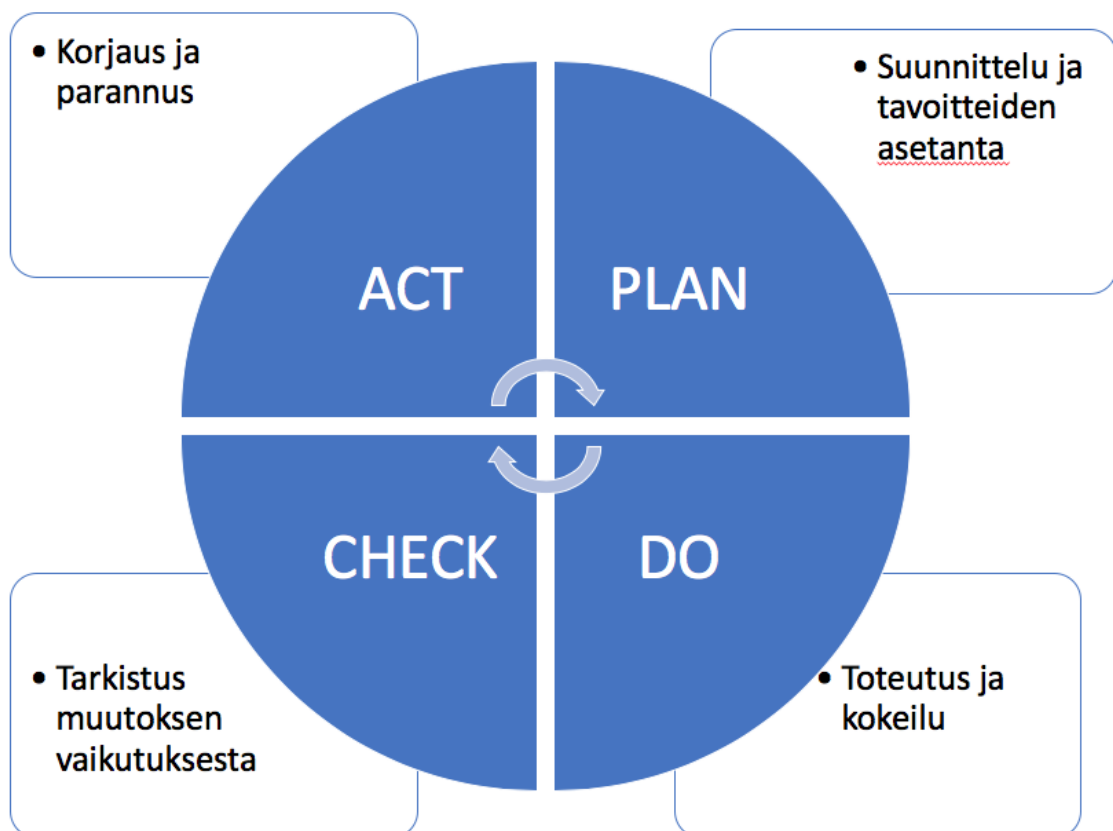 • Korjaus ja
parannus
• Suunnittelu ja
tavoitteiden
asetanta
ACT
PLAN
CHECK
DO
• Tarkistus
muutoksen
vaikutuksesta
• Toteutus ja
kokeilu